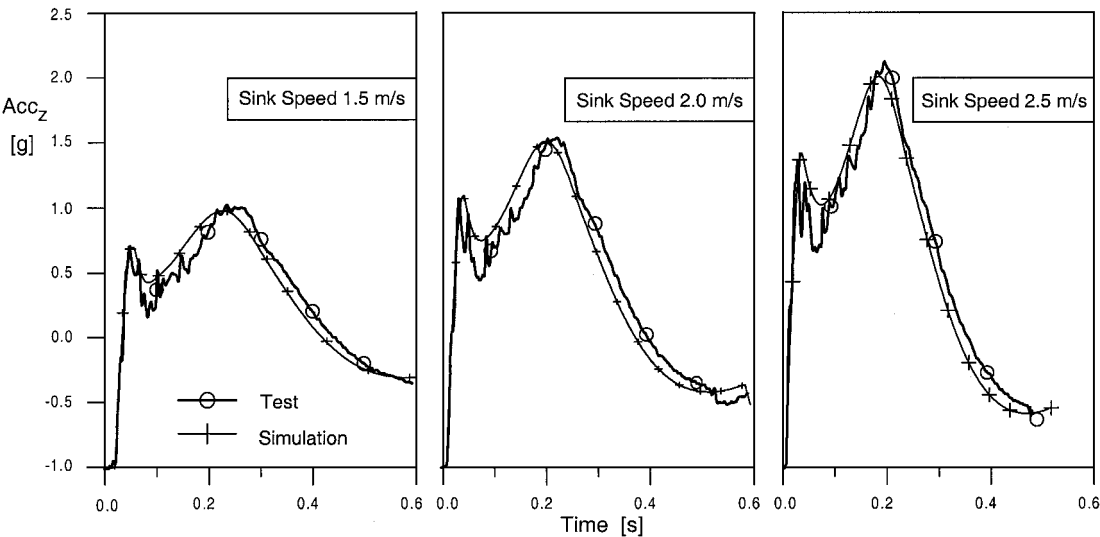 2.5
2.0
1.5
1.0
0.5
0.0
-0.5
-1.0
Accz
[g]
Sink Speed 1.5 m/s
Sink Speed 2.0 m/s
Sink Speed 2.5 m/s
Test
Simulation
0.0 0.2 0.4 0.6
0.0 0.2 0.4 0.6
0.0 0.2 0.4 0.6
Time [s]